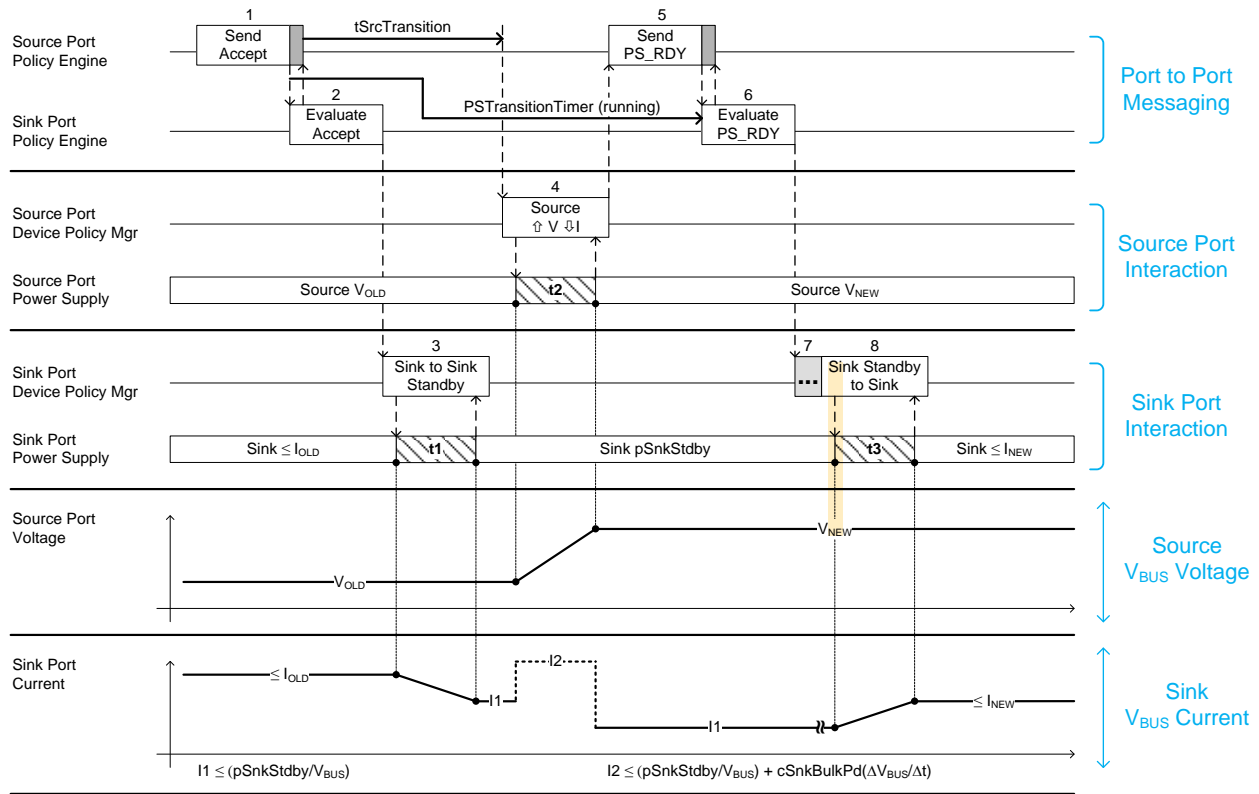 1
5
Source Port
Policy Engine
Send
Accept
tSrcTransition
Send
PS_RDY
Port to Port
Messaging
2
PSTransitionTimer (running)
6
Sink Port
Policy Engine
Evaluate
Accept
Evaluate
PS_RDY
4
Source Port
Device Policy Mgr
Source
⇧ V ⇩I
Source Port
Interaction
Source Port
Power Supply
Source VOLD
t2
Source VNEW
3
7
8
Sink Port
Device Policy Mgr
Sink to Sink
Standby
...
Sink Standby
to Sink
Sink Port
Interaction
Sink Port
Power Supply
Sink ≤ IOLD
t1
Sink pSnkStdby
t3
Sink ≤ INEW
Source Port
Voltage
VOLD
VNEW
Source
VBUS Voltage
Sink Port
Current
≤ IOLD
I1
I2
I1
≤ INEW
Sink
VBUS Current
I1 ≤ (pSnkStdby/VBUS)
I2 ≤ (pSnkStdby/VBUS) + cSnkBulkPd(ΔVBUS/Δt)